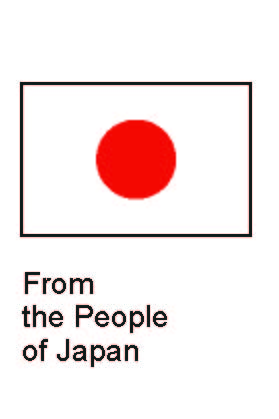 From
the People
of Japan